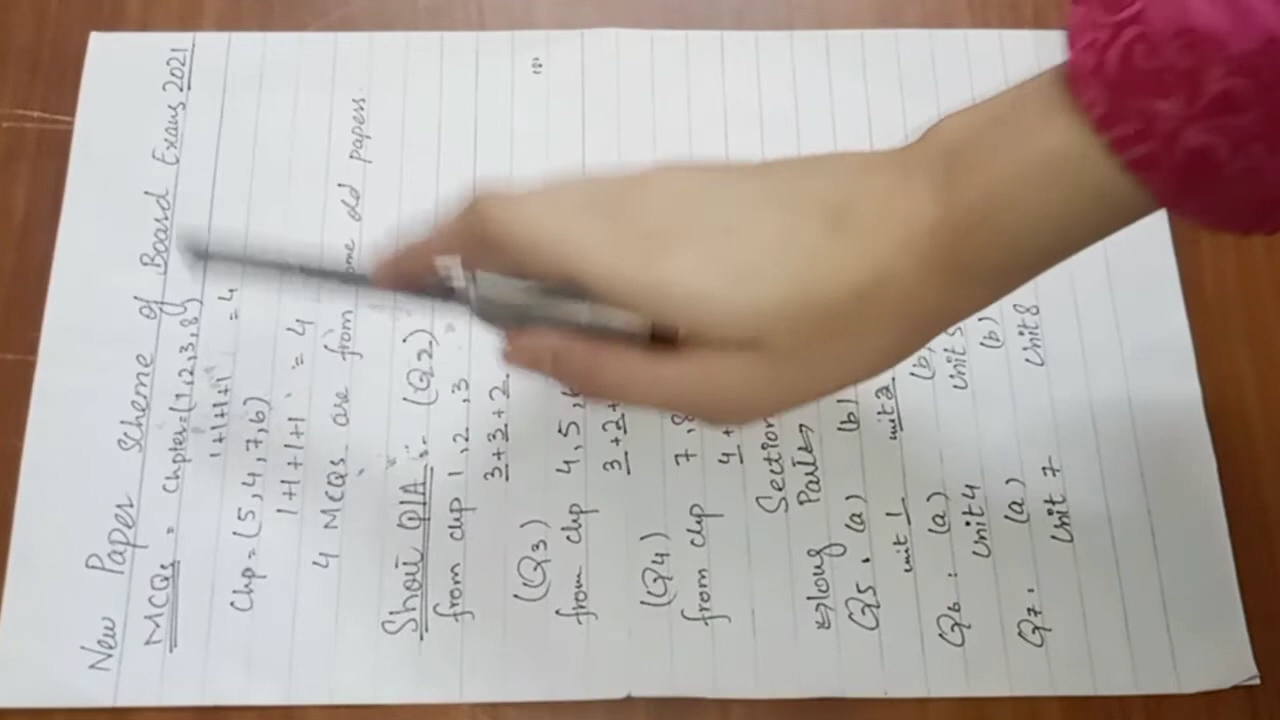 New Paper Scheme of Board Exams 2021
MCQs = Chpter=(1,2,3,8)
1+1+1+1 = 4
Chp=(5,4,7,6)
1+1+1+1 = 4
4 MCQs are from old papers.
Short Q/A:- (Q2)
from chp 1,2,3
3+3+2
(Q3)
from chp 4,5,
3+2+
(Q4)
from chp 7,8
4+
Section
long Parts
Q5. (a) (b)
unit 1 unit 2
Q6: (a) (b)
Unit 4 Unit 5
Q7. (a) (b)
Unit 7 Unit 8